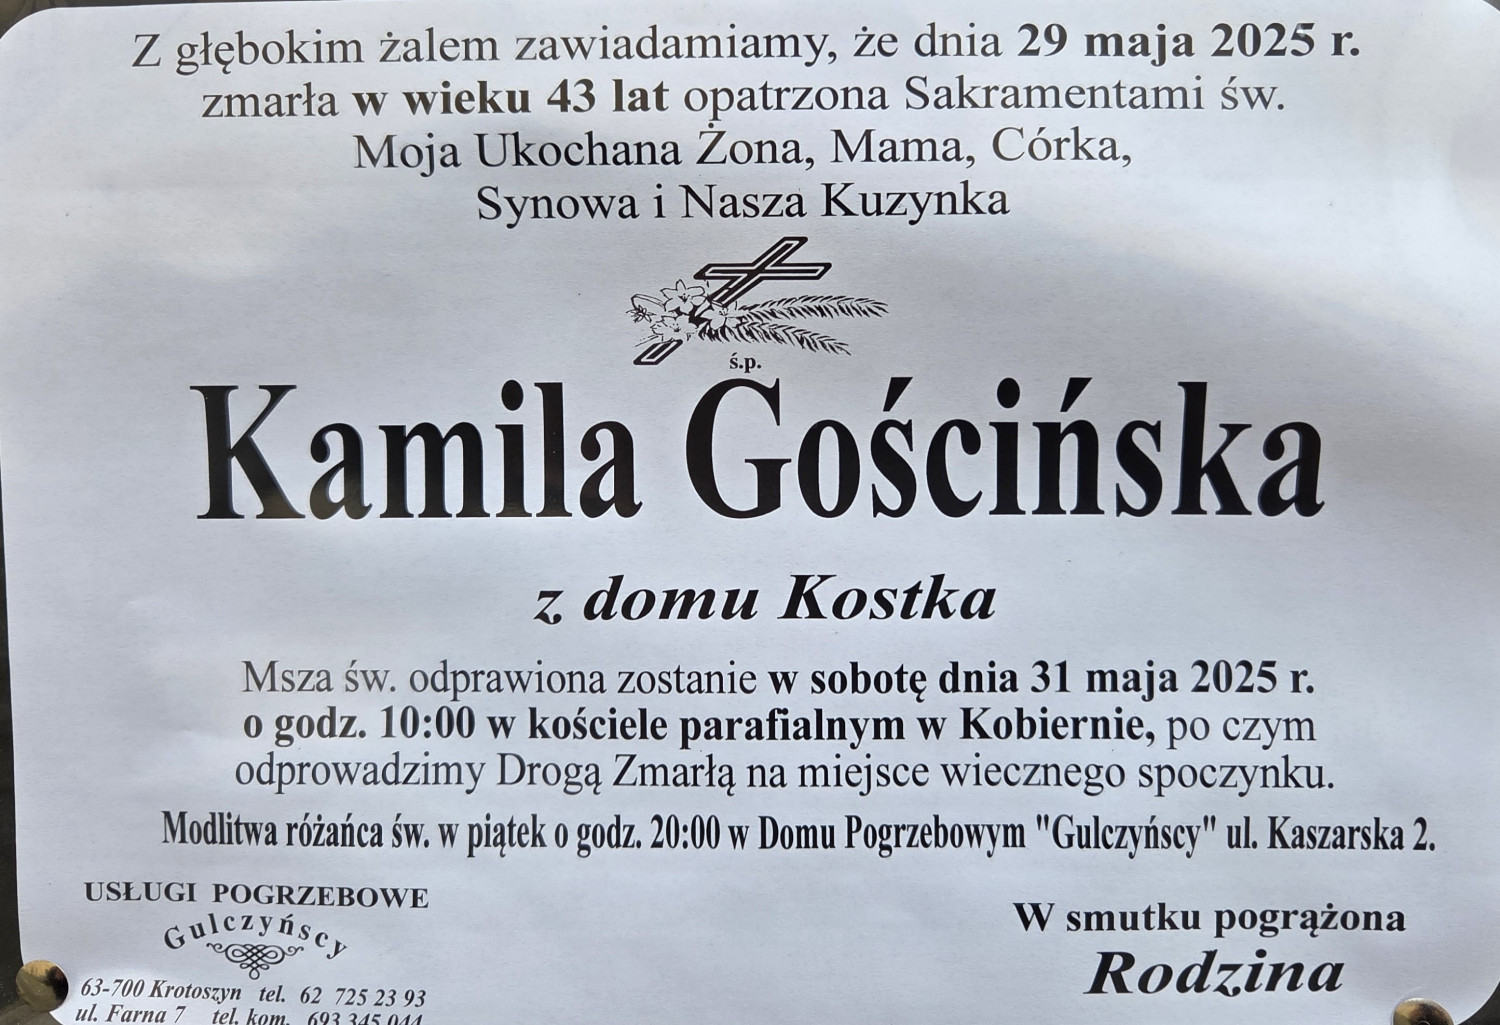 Z głębokim żalem zawiadamiamy, że dnia 29 maja 2025 r.
zmarła w wieku 43 lat opatrzona Sakramentami św.
Moja Ukochana Żona, Mama, Córka,
Synowa i Nasza Kuzynka
ś.p.
Kamila Gościńska
z domu Kostka
Msza św. odprawiona zostanie w sobotę dnia 31 maja 2025 r.
o godz. 10:00 w kościele parafialnym w Kobiernie, po czym
odprowadzimy Drogą Zmarłą na miejsce wiecznego spoczynku.
Modlitwa różańca św. w piątek o godz. 20:00 w Domu Pogrzebowym "Gulczyńscy" ul. Kaszarska 2.
USŁUGI POGRZEBOWE
Gulczyńscy
63-700 Krotoszyn tel. 62 725 23 93
ul. Farna 7 tel. kom. 693 345 044
W smutku pogrążona
Rodzina